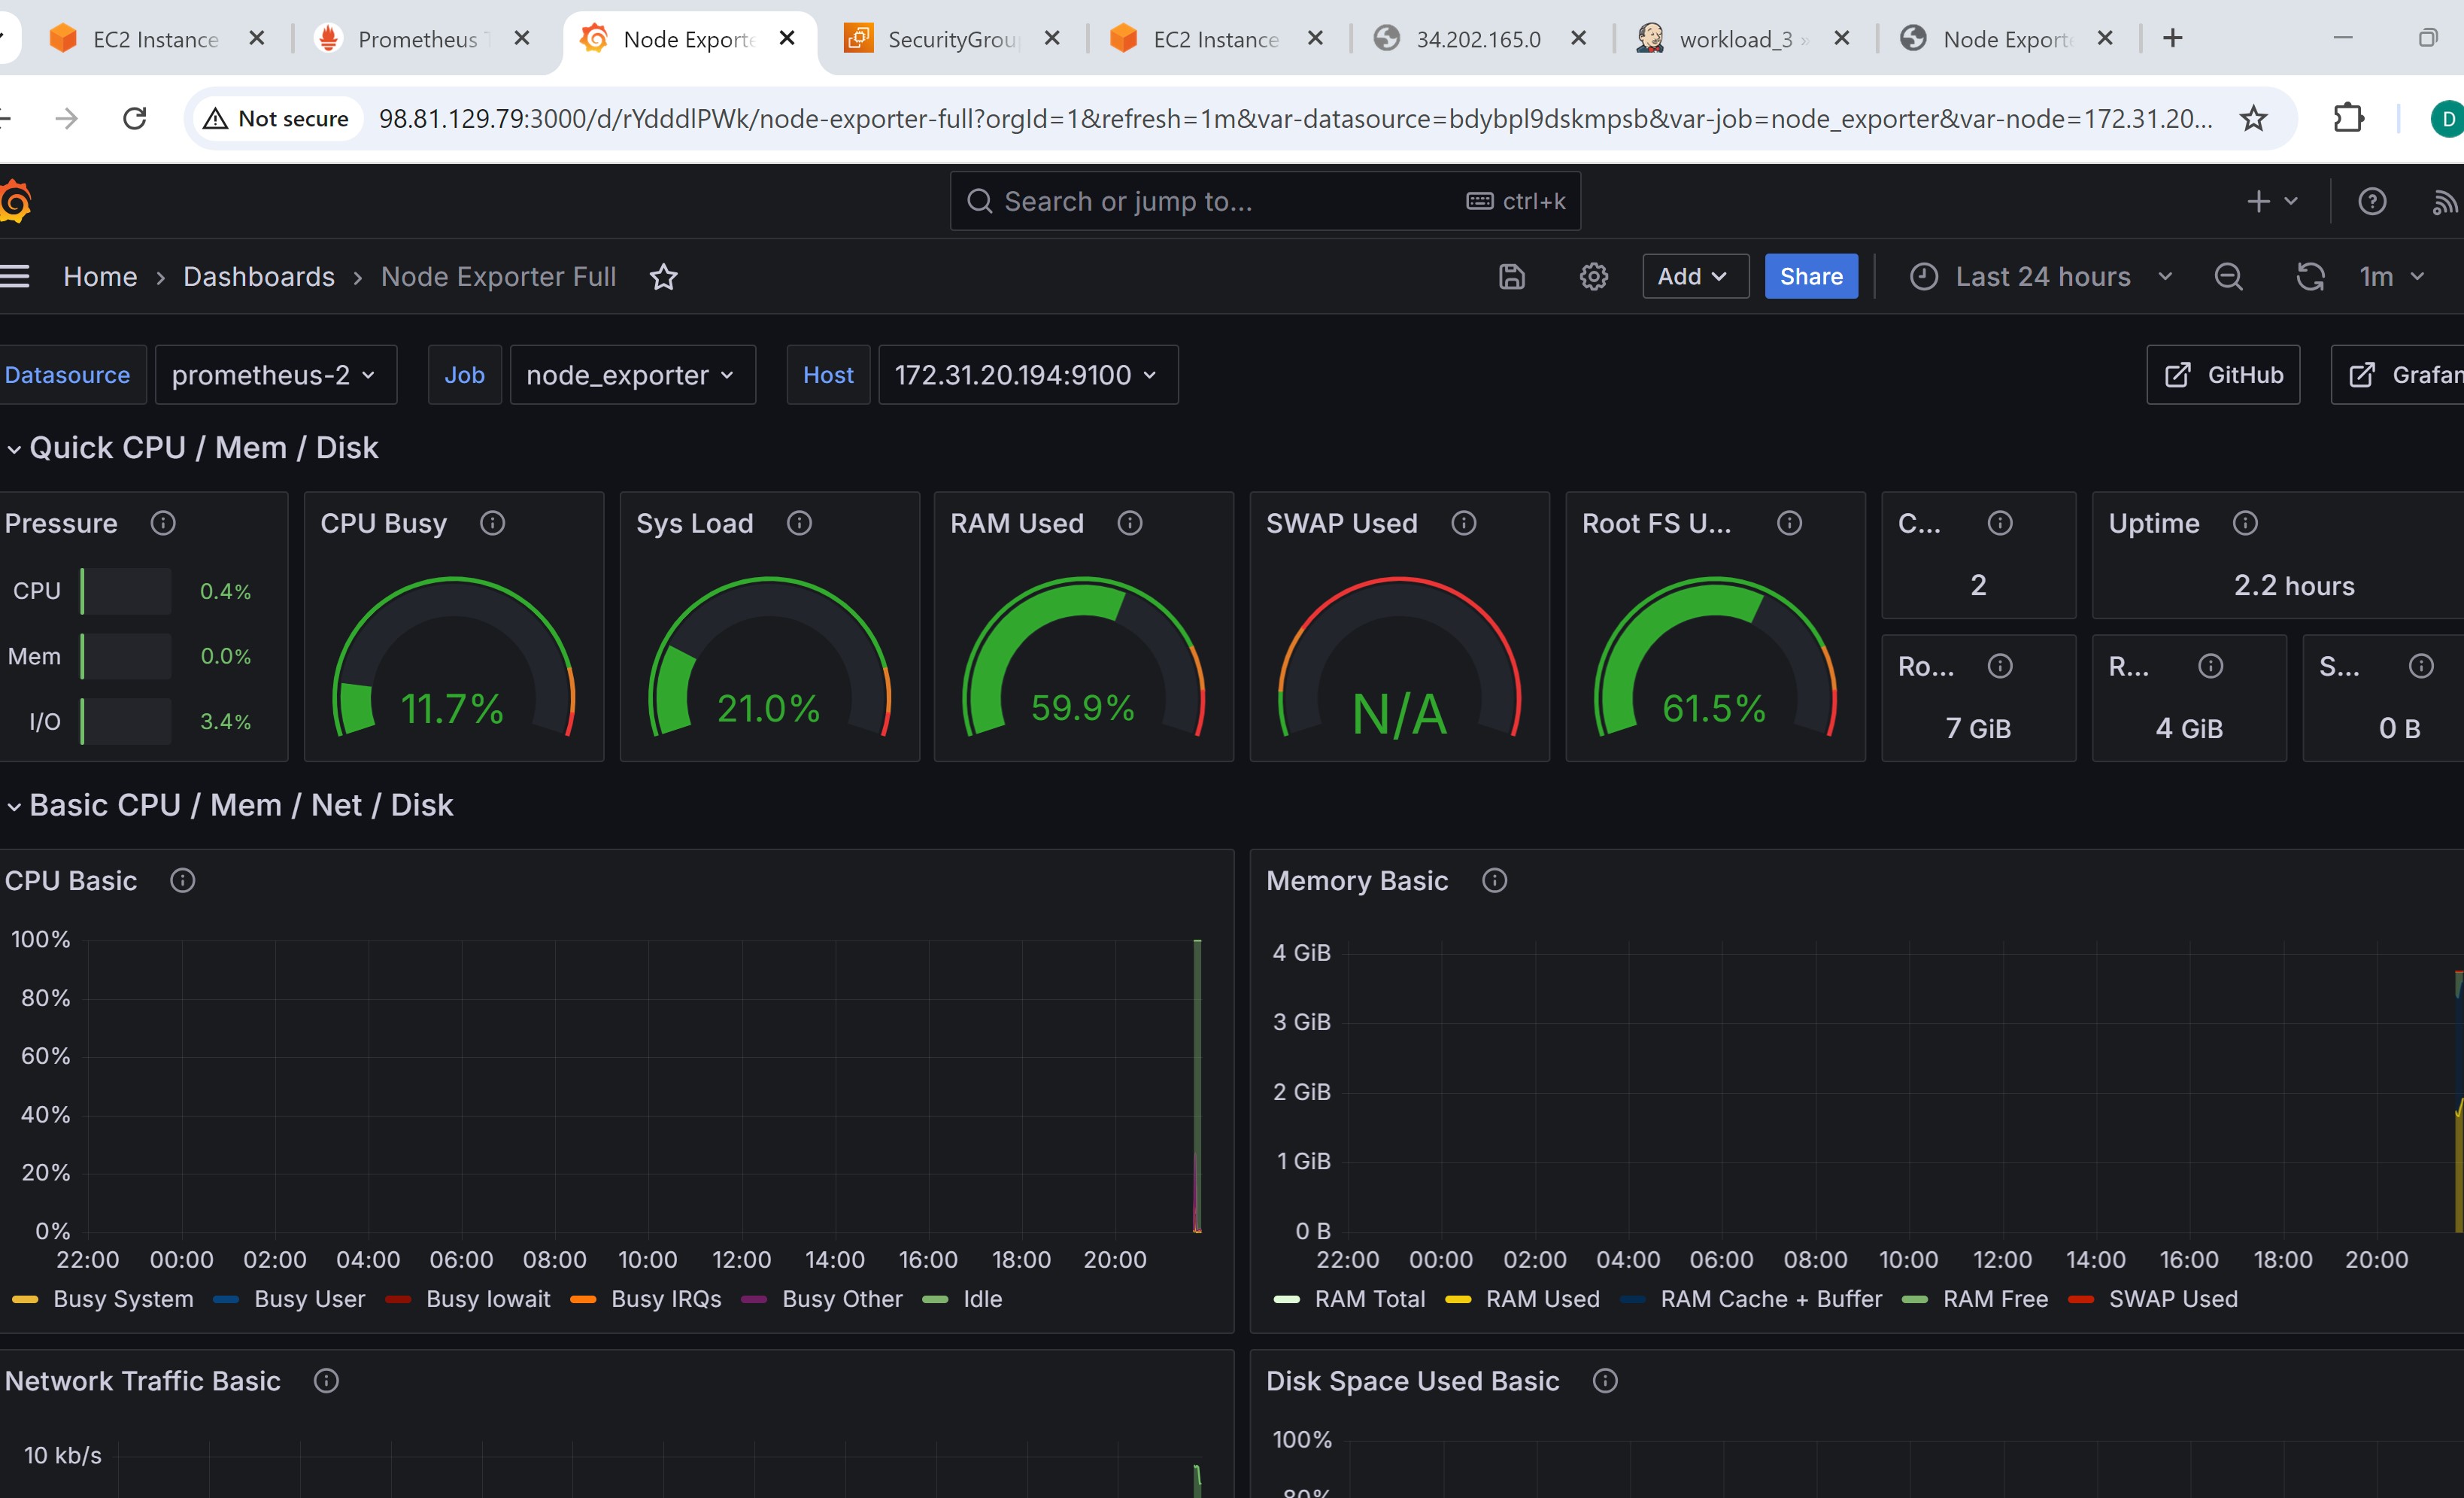 EC2 Instance
Prometheus T
Node Exporte
SecurityGrou
EC2 Instance
34.202.165.0
workload_3 »
Node Exporte
Not secure
98.81.129.79:3000/d/rYdddlPWk/node-exporter-full?orgId=1&refresh=1m&var-datasource=bdybpl9dskmpsb&var-job=node_exporter&var-node=172.31.20...
D
Search or jump to...
ctrl+k
Home › Dashboards › Node Exporter Full
Add
Share
Last 24 hours
1m
Datasource
prometheus-2
Job
node_exporter
Host
172.31.20.194:9100
GitHub
Grafan
Quick CPU / Mem / Disk
Pressure
CPU 0.4%
Mem 0.0%
I/O 3.4%
CPU Busy
11.7%
Sys Load
21.0%
RAM Used
59.9%
SWAP Used
N/A
Root FS U...
61.5%
C...
2
Uptime
2.2 hours
Ro...
7 GiB
R...
4 GiB
S...
0 B
Basic CPU / Mem / Net / Disk
CPU Basic
100%
80%
60%
40%
20%
0%
22:00 00:00 02:00 04:00 06:00 08:00 10:00 12:00 14:00 16:00 18:00 20:00
Busy System Busy User Busy Iowait Busy IRQs Busy Other Idle
Memory Basic
4 GiB
3 GiB
2 GiB
1 GiB
0 B
22:00 00:00 02:00 04:00 06:00 08:00 10:00 12:00 14:00 16:00 18:00 20:00
RAM Total RAM Used RAM Cache + Buffer RAM Free SWAP Used
Network Traffic Basic
10 kb/s
Disk Space Used Basic
100%
80%